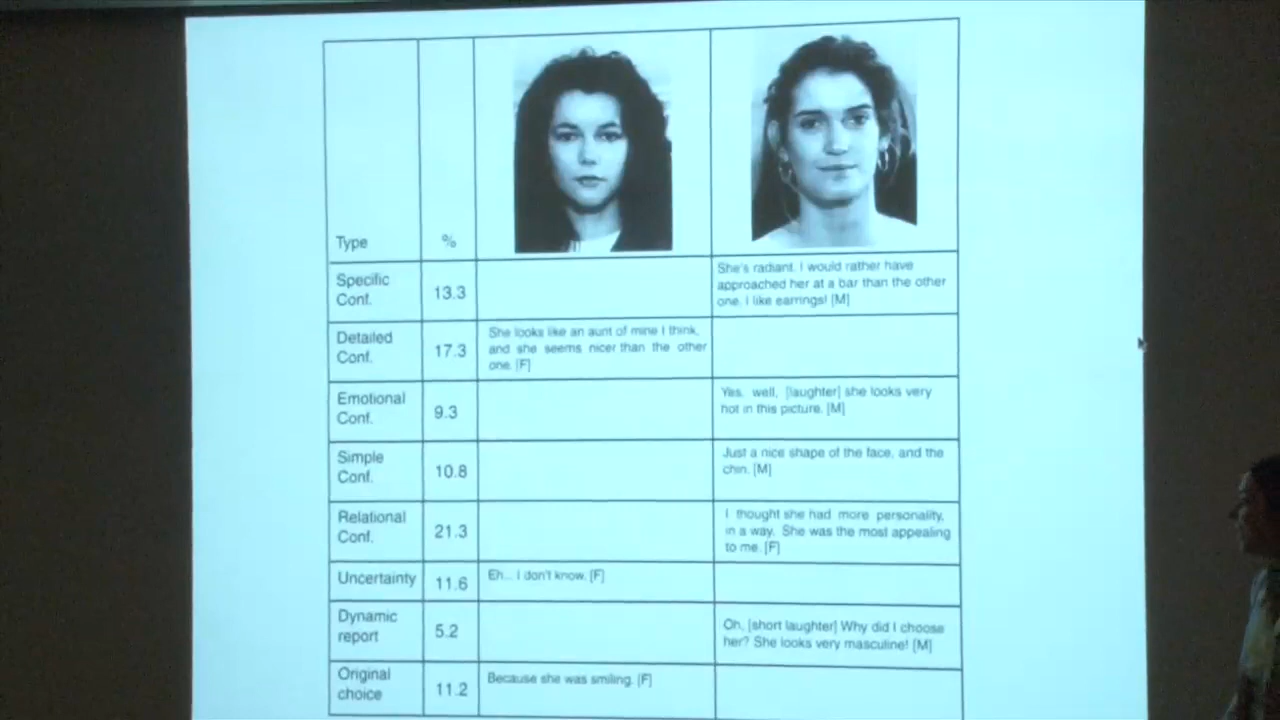 Type
%
Specific
Conf.
13.3
She's radiant. I would rather have
approached her at a bar than the other
one. I like earrings! [M]
Detailed
Conf.
17.3
She looks like an aunt of mine I think,
and she seems nicer than the other
one. [F]
Emotional
Conf.
9.3
Yes, well, [laughter] she looks very
hot in this picture. [M]
Simple
Conf.
10.8
Just a nice shape of the face, and the
chin. [M]
Relational
Conf.
21.3
I thought she had more personality,
in a way. She was the most appealing
to me. [F]
Uncertainty
11.6
Eh... I don't know. [F]
Dynamic
report
5.2
Oh, [short laughter] Why did I choose
her? She looks very masculine! [M]
Original
choice
11.2
Because she was smiling. [F]